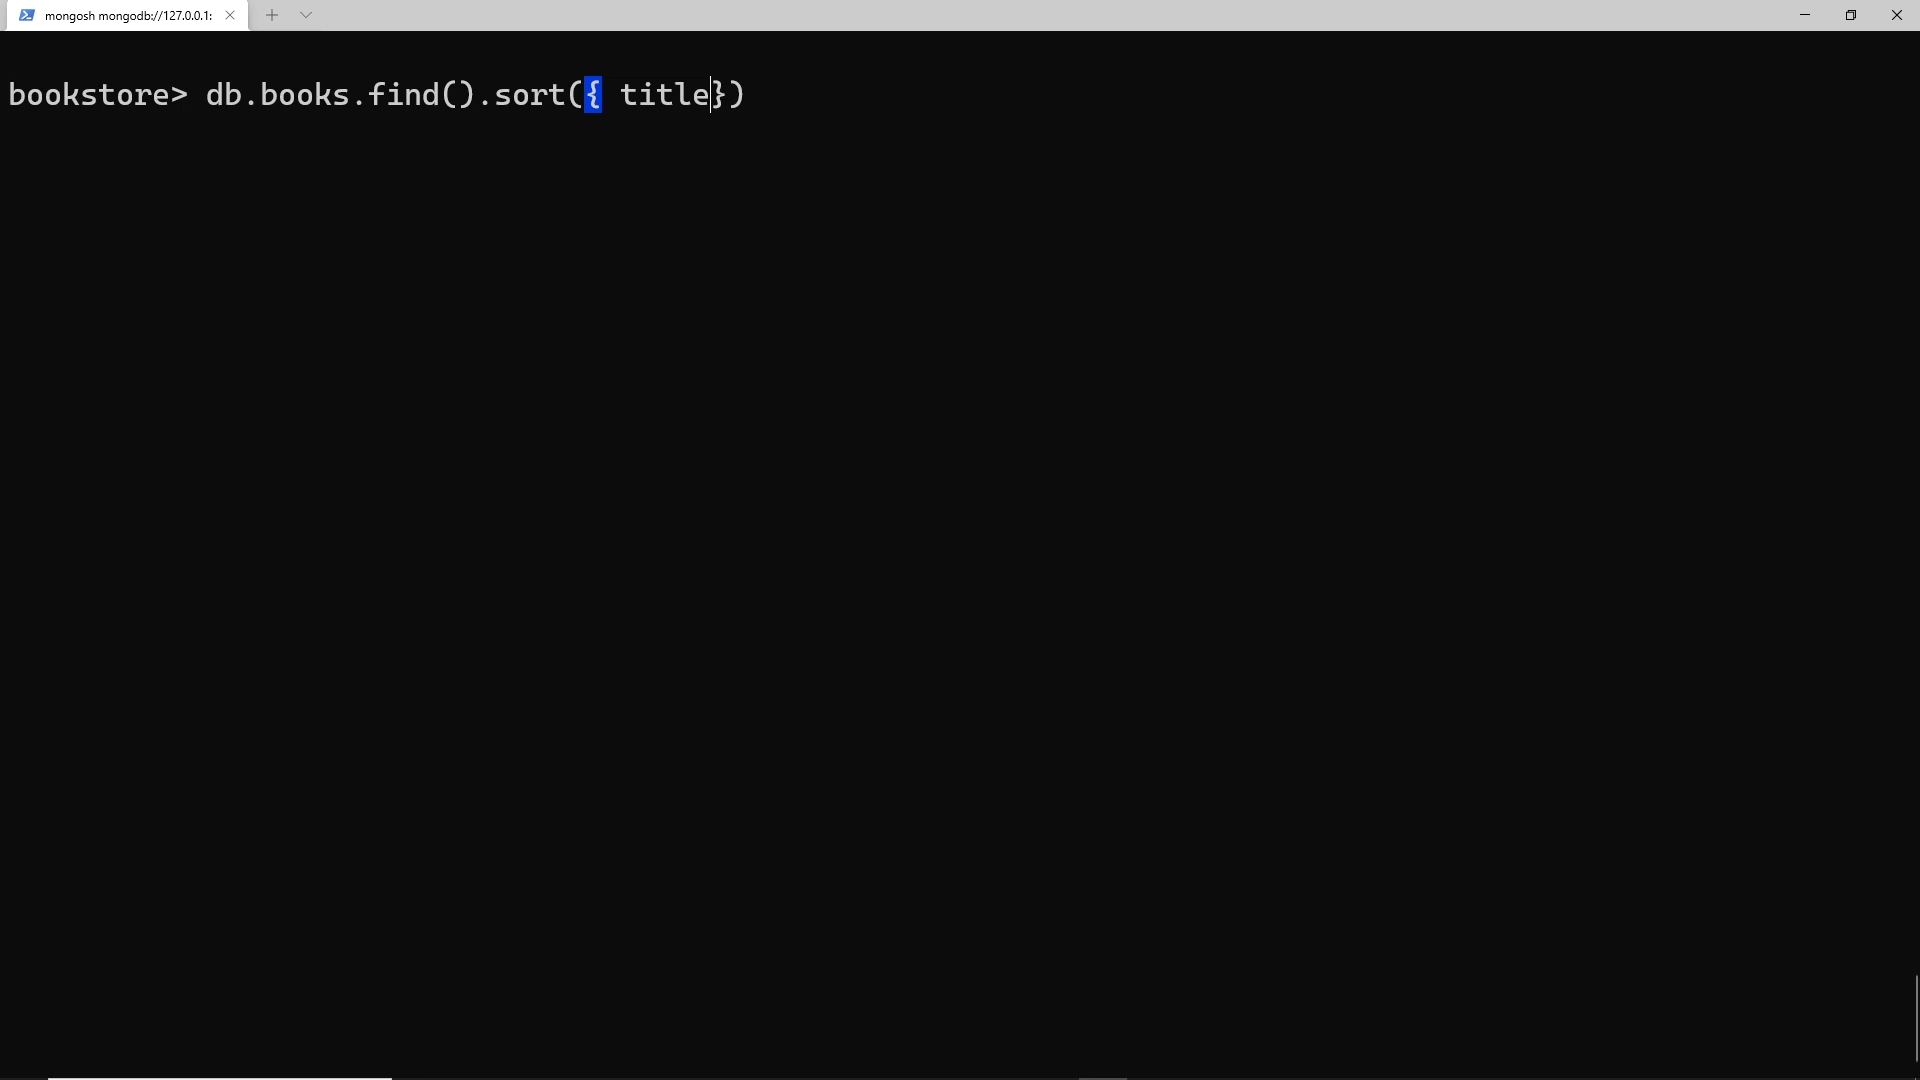 mongosh mongodb://127.0.0.1:
bookstore> db.books.find().sort({ title})